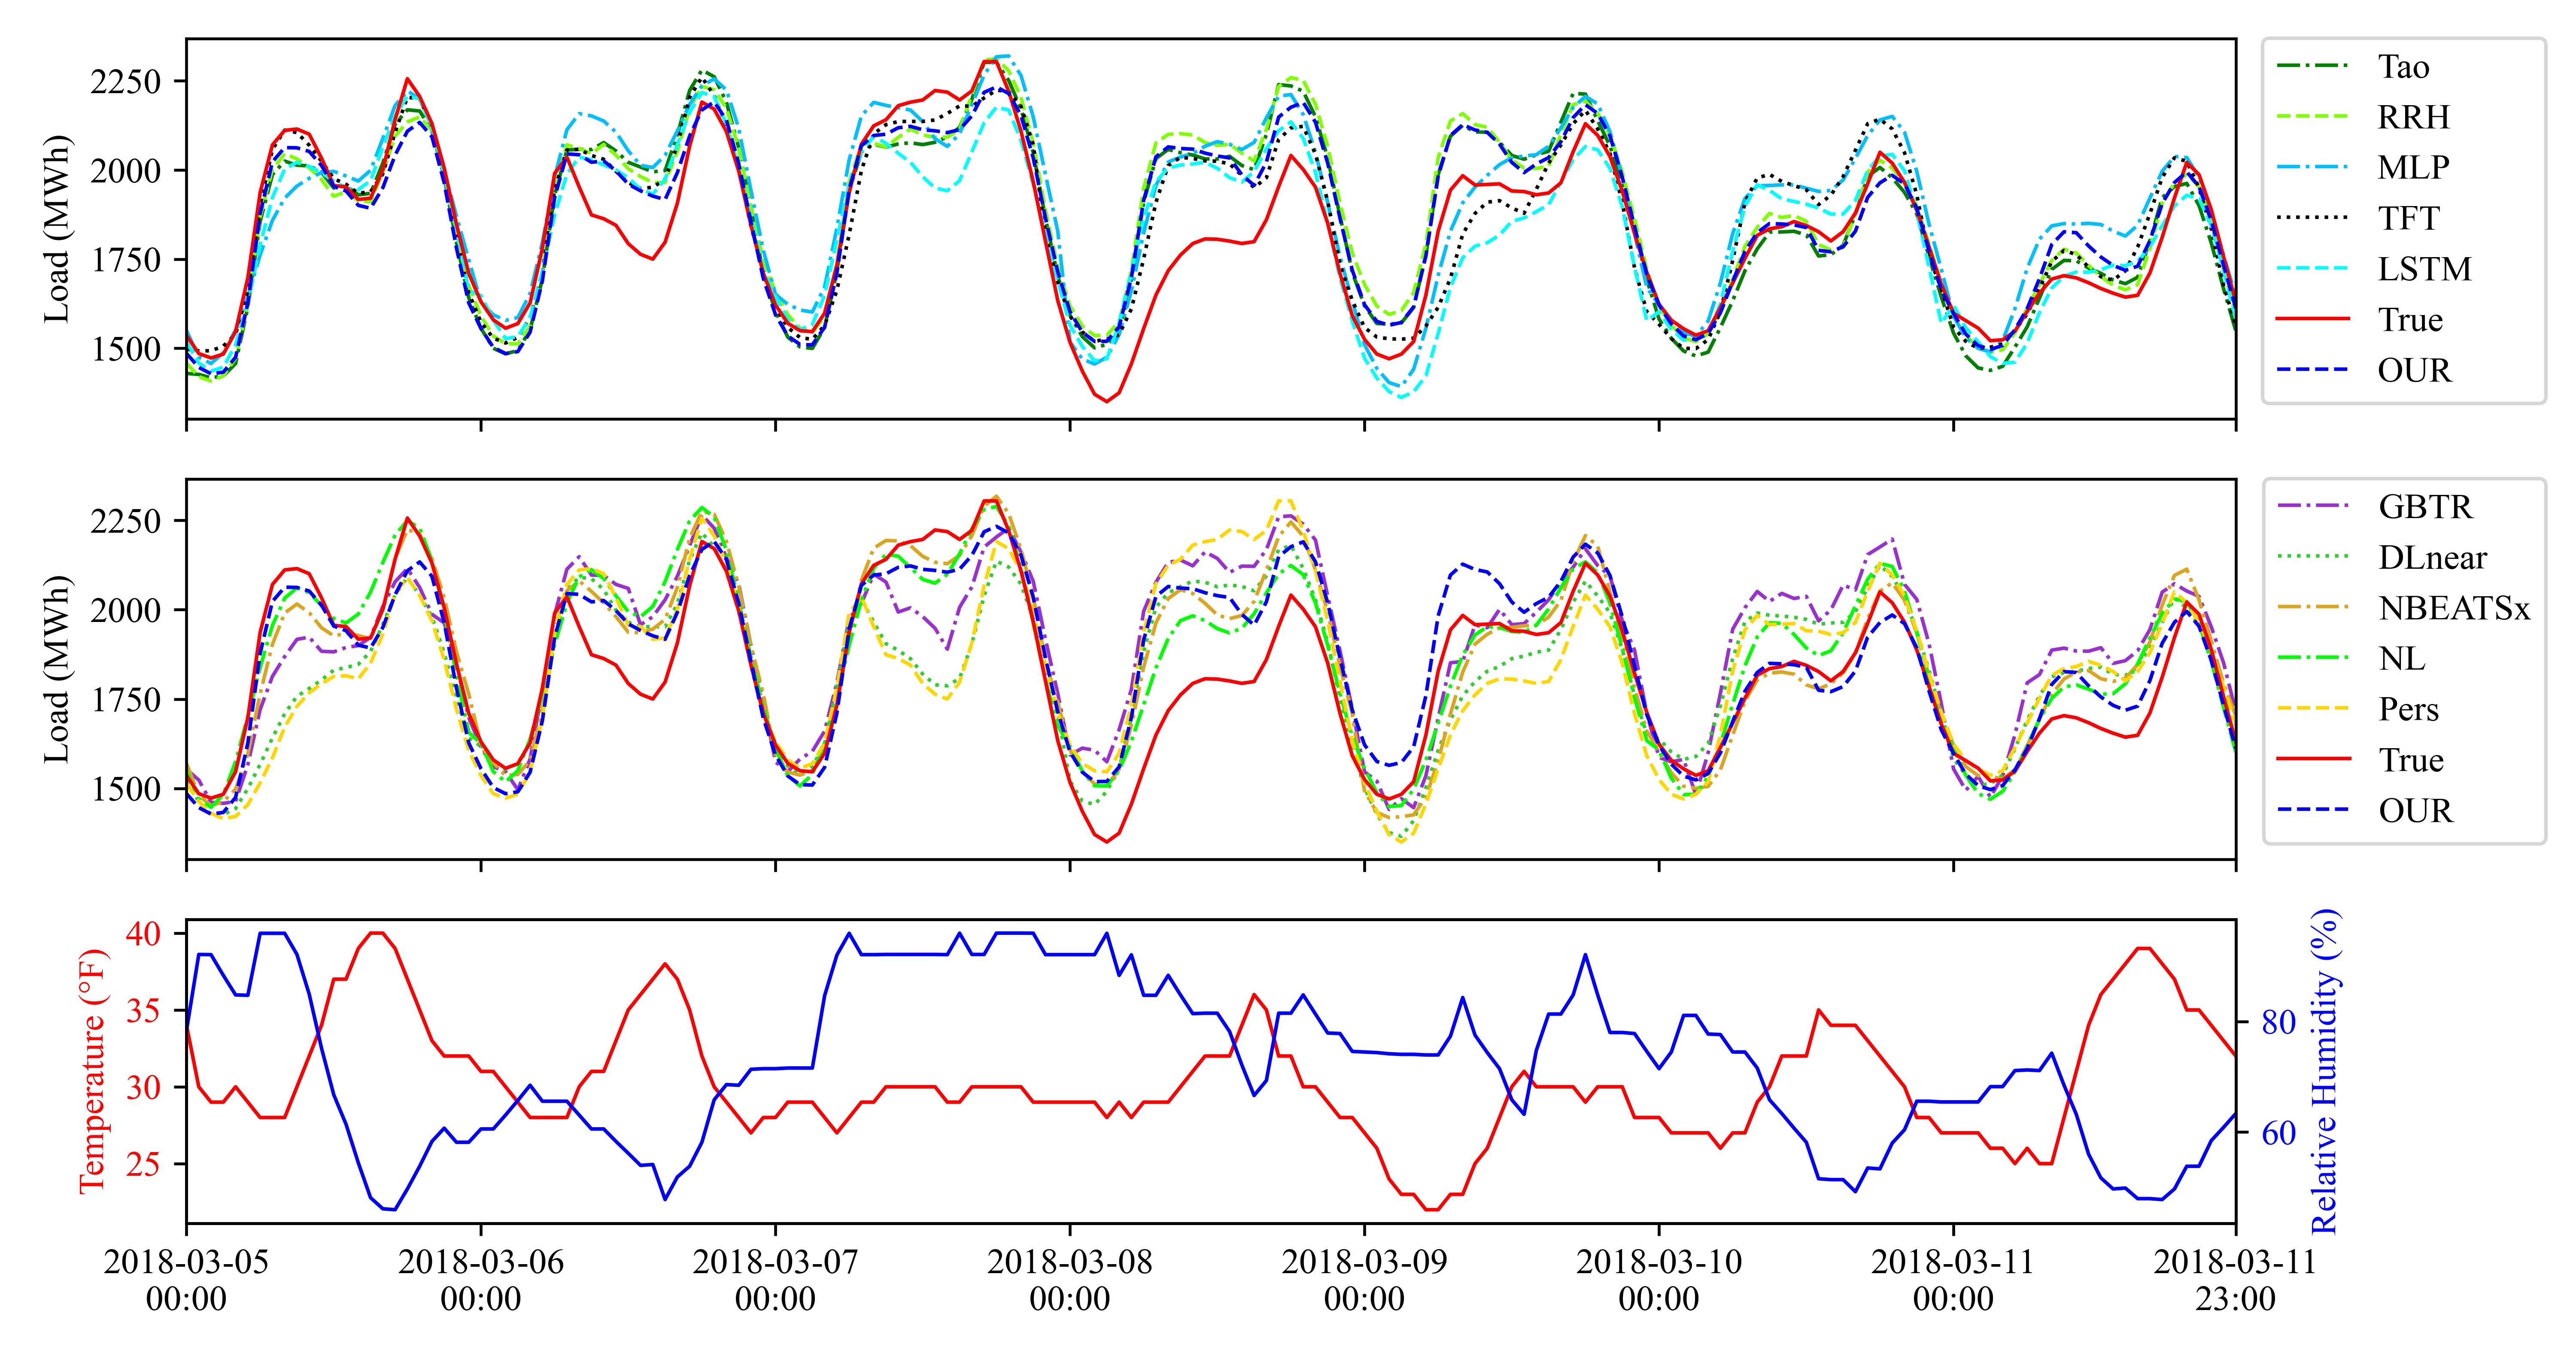 Load (MWh)
2250
2000
1750
1500
Tao
RRH
MLP
TFT
LSTM
True
OUR
Load (MWh)
2250
2000
1750
1500
GBTR
DLnear
NBEATSx
NL
Pers
True
OUR
Temperature (°F)
40
35
30
25
80
60
Relative Humidity (%)
2018-03-05 2018-03-06 2018-03-07 2018-03-08 2018-03-09 2018-03-10 2018-03-11 2018-03-11
00:00 00:00 00:00 00:00 00:00 00:00 00:00 23:00